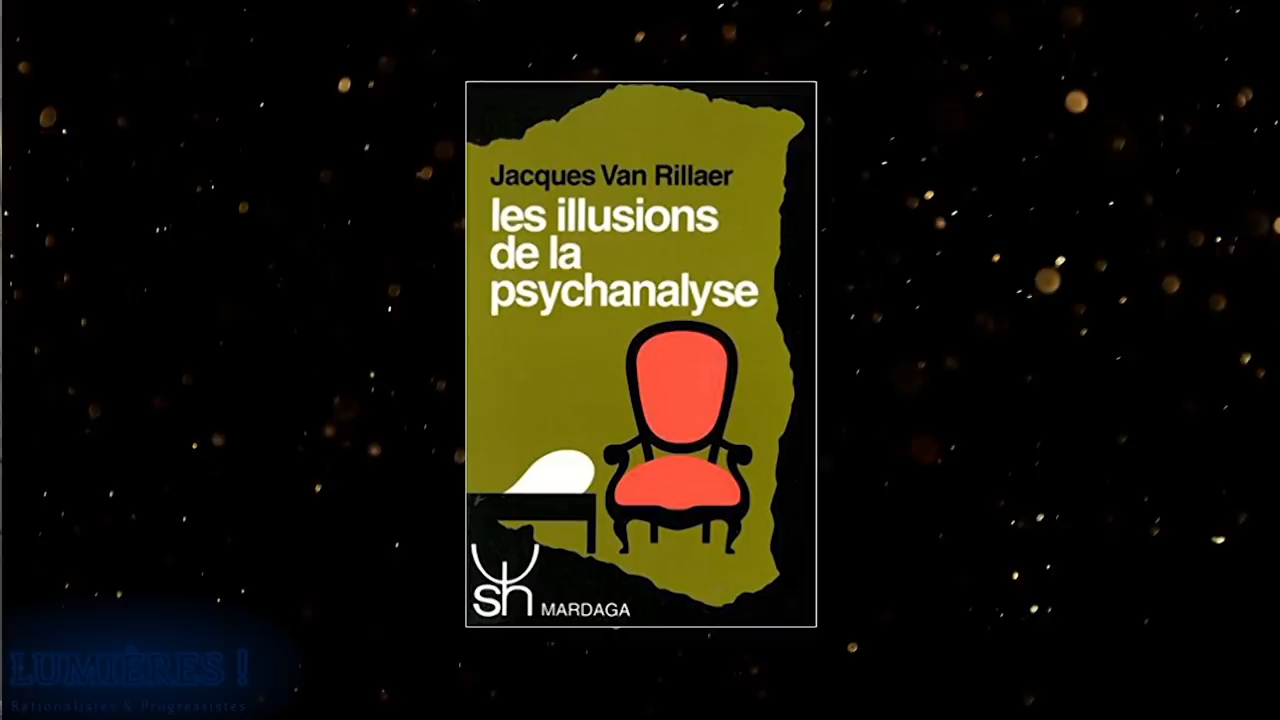 Jacques Van Rillaer
les illusions
de la
psychanalyse
ψ
sh MARDAGA
LUMIÈRES !
Rationalistes & Progressistes